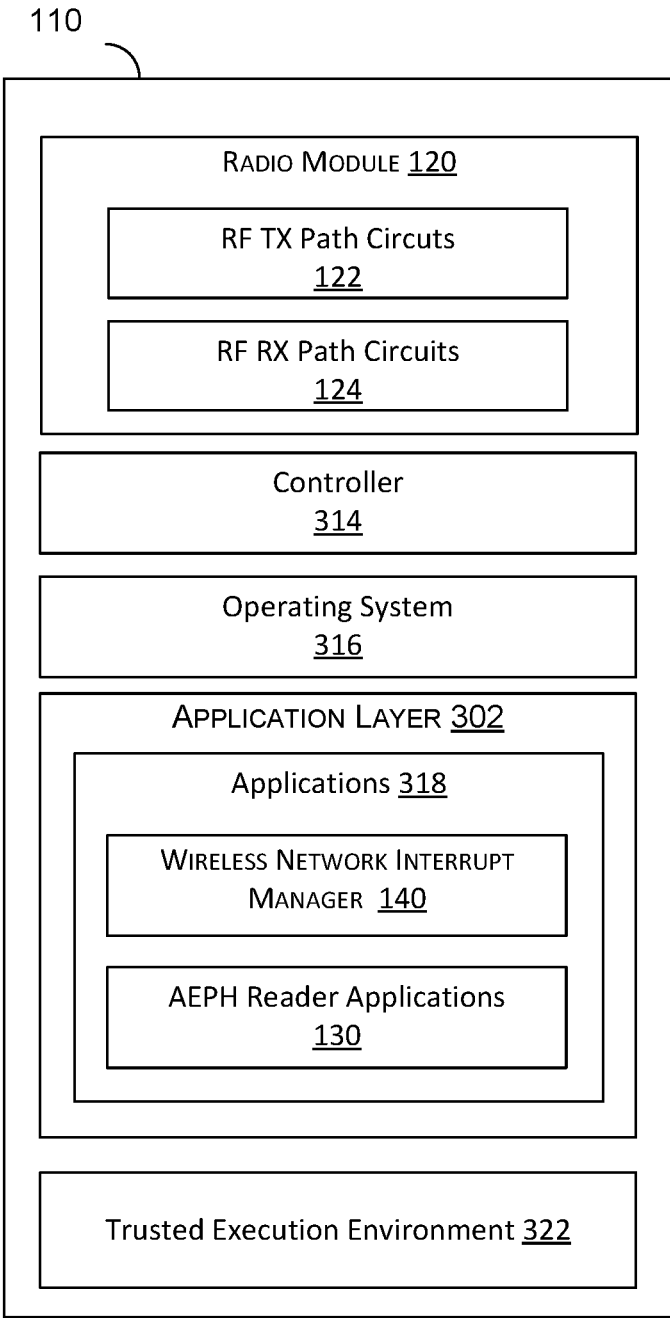 110
RADIO MODULE 120
RF TX Path Circuts
122
RF RX Path Circuits
124
Controller
314
Operating System
316
APPLICATION LAYER 302
Applications 318
WIRELESS NETWORK INTERRUPT
MANAGER 140
AEPH Reader Applications
130
Trusted Execution Environment 322